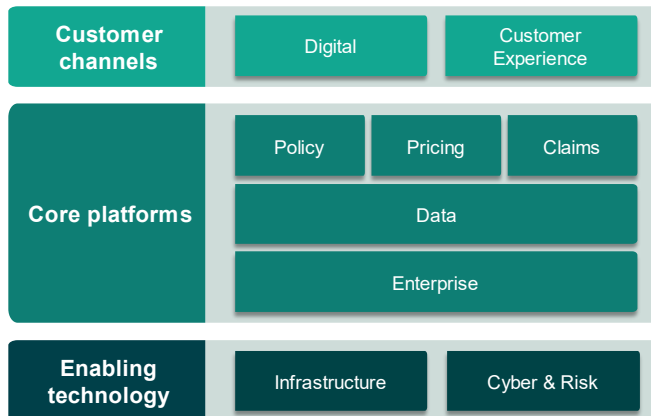 Customer
channels
Digital
Customer
Experience
Core platforms
Policy
Pricing
Claims
Data
Enterprise
Enabling
technology
Infrastructure
Cyber & Risk